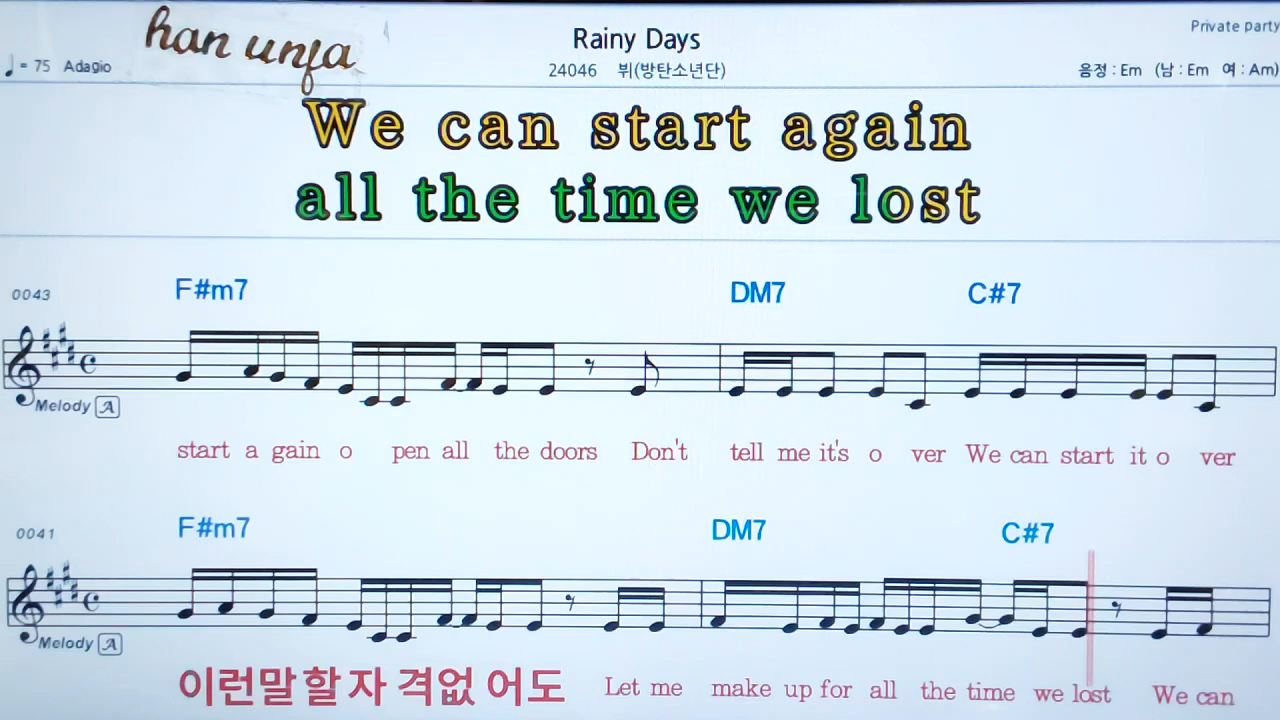 han unfa
Rainy Days
Private party
♩= 75 Adagio
24046 뷔(방탄소년단)
음정 : Em (남 : Em 여 : Am)
We can start again
all the time we lost
0043
F#m7 DM7 C#7
Melody A
start a gain o pen all the doors Don't tell me it's o ver We can start it o ver
0041
F#m7 DM7 C#7
Melody A
이런말 할 자 격없 어도 Let me make up for all the time we lost We can